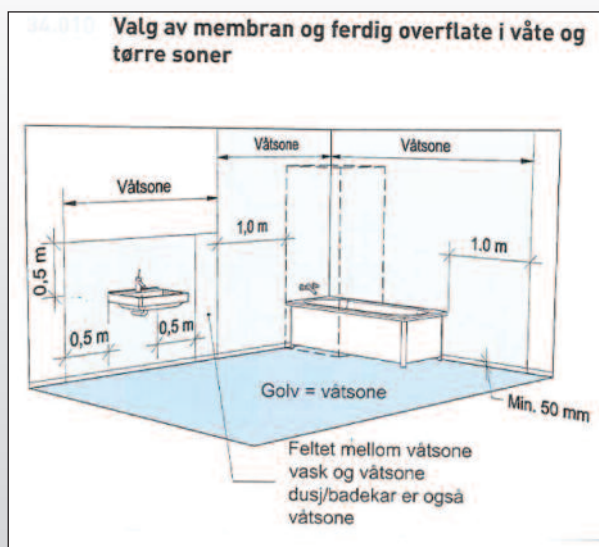 34.010 Valg av membran og ferdig overflate i våte og
tørre soner
Våtsone
Våtsone
Våtsone
1,0 m
1.0 m
0,5 m
0,5 m
0,5 m
Golv = våtsone
Min. 50 mm
Feltet mellom våtsone
vask og våtsone
dusj/badekar er også
våtsone